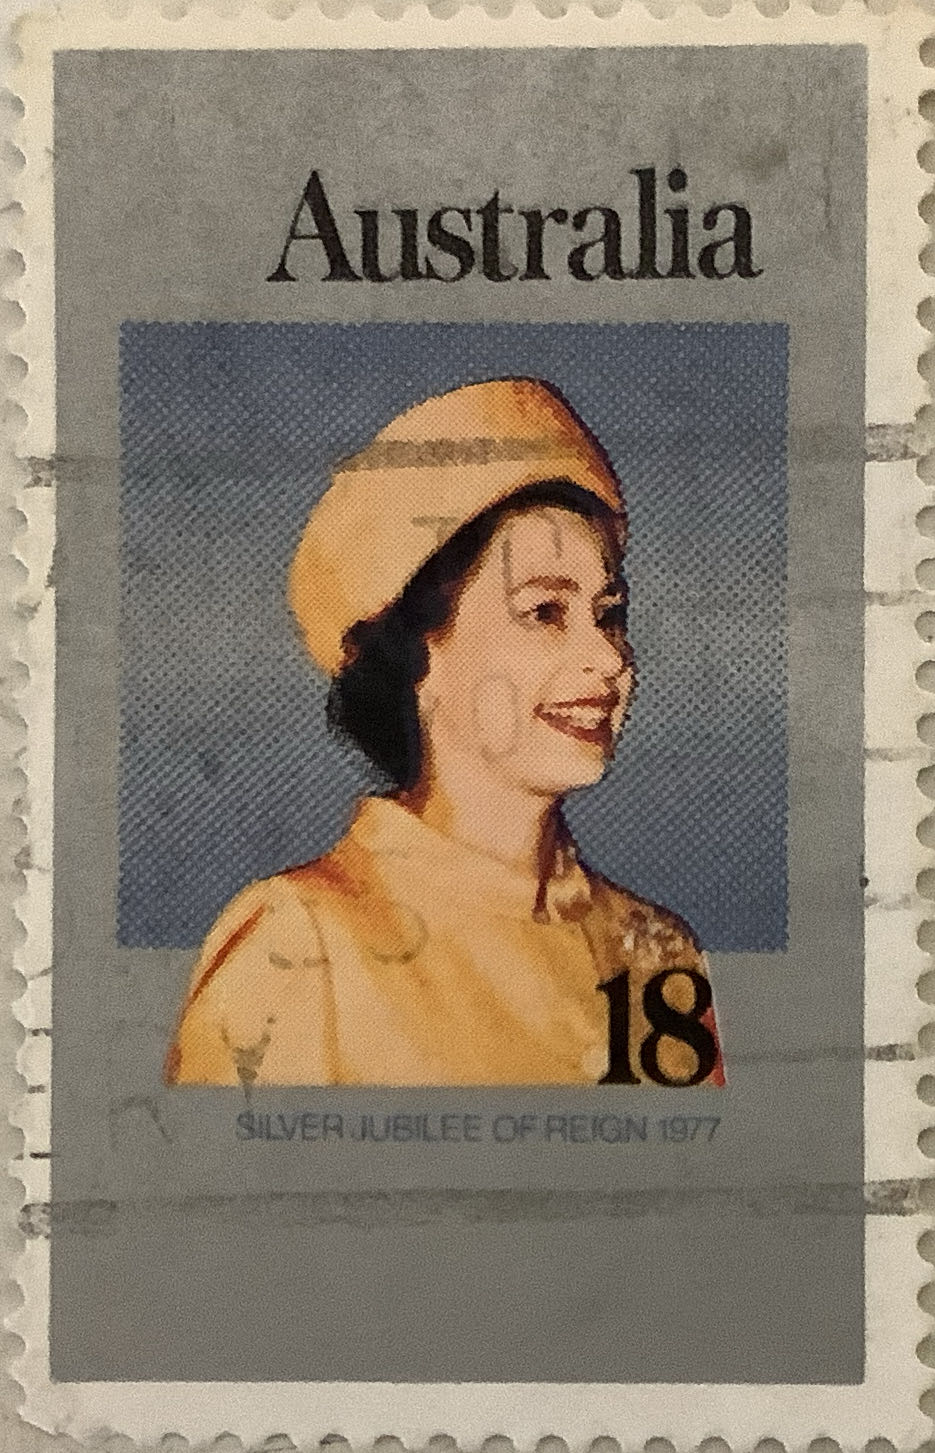 Australia
18
SILVER JUBILEE OF REIGN 1977